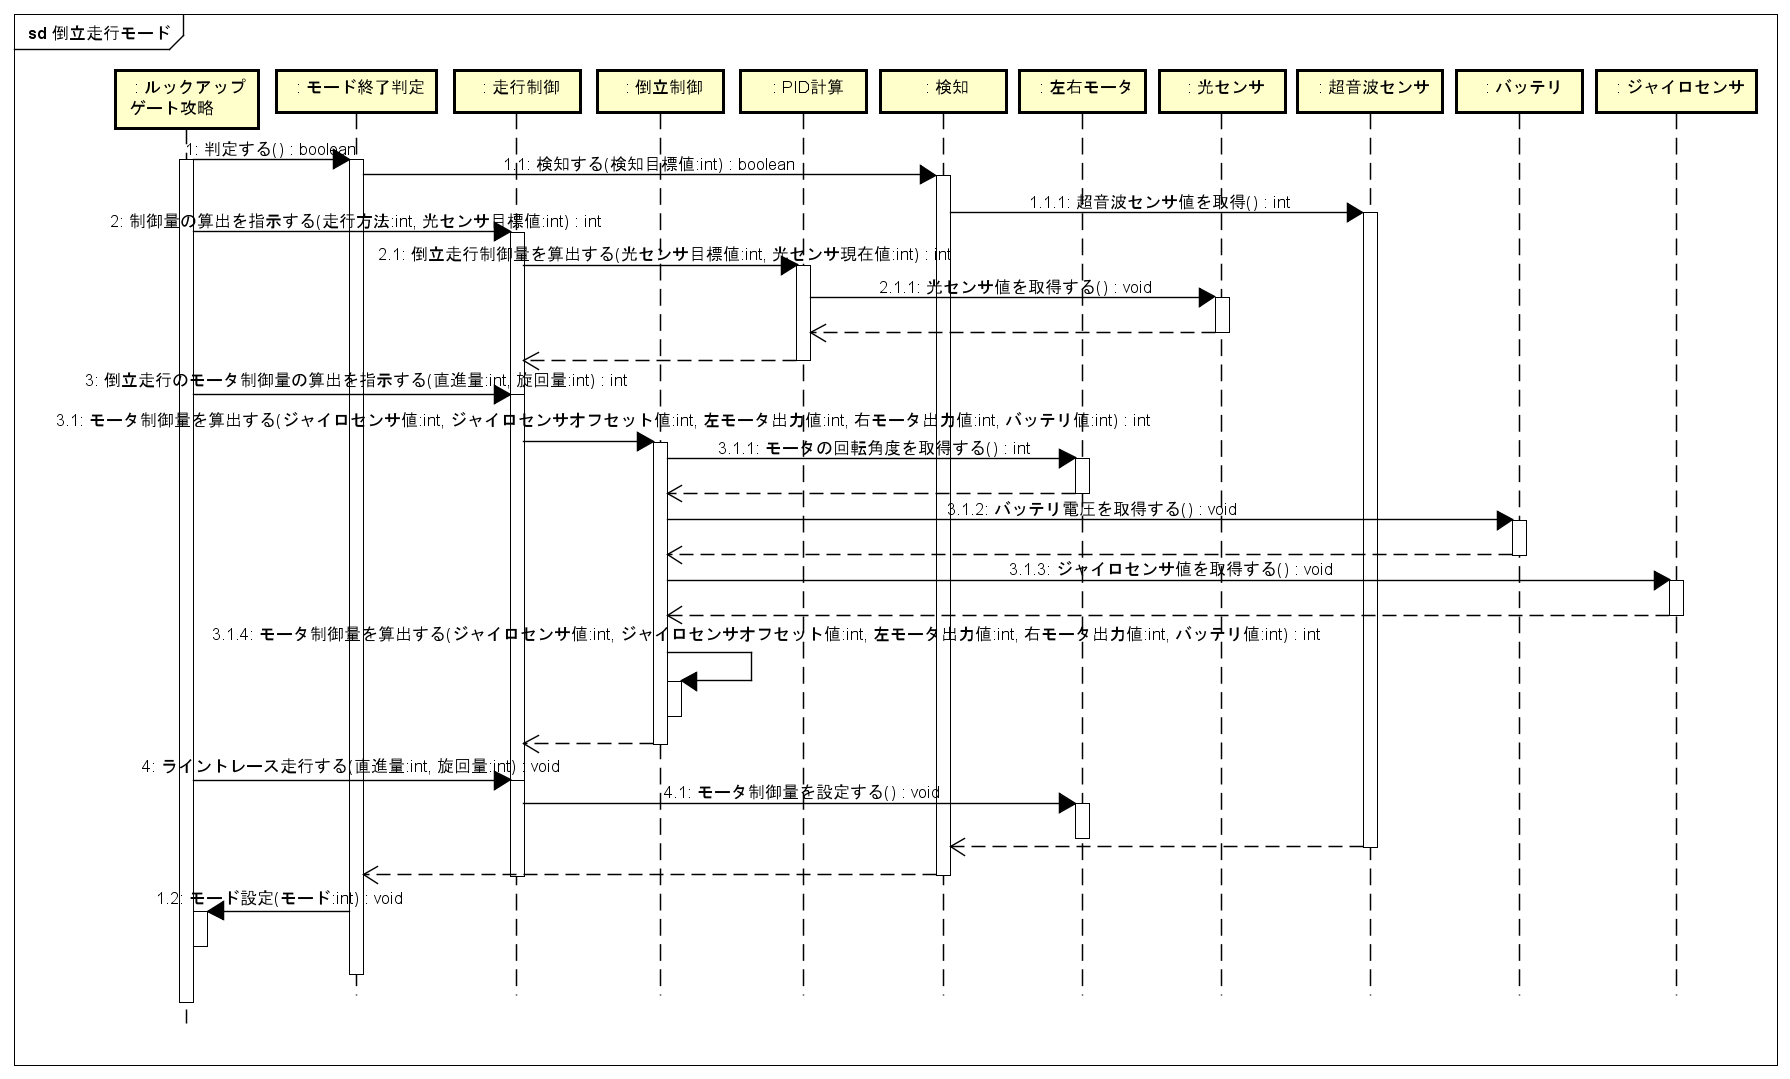 sd 倒立走行モード
: ルックアップ
ゲート攻略
: モード終了判定
: 走行制御
: 倒立制御
: PID計算
: 検知
: 左右モータ
: 光センサ
: 超音波センサ
: バッテリ
: ジャイロセンサ
1: 判定する() : boolean
1.1: 検知する(検知目標値:int) : boolean
1.1.1: 超音波センサ値を取得() : int
2: 制御量の算出を指示する(走行方法:int, 光センサ目標値:int) : int
2.1: 倒立走行制御量を算出する(光センサ目標値:int, 光センサ現在値:int) : int
2.1.1: 光センサ値を取得する() : void
3: 倒立走行のモータ制御量の算出を指示する(直進量:int, 旋回量:int) : int
3.1: モータ制御量を算出する(ジャイロセンサ値:int, ジャイロセンサオフセット値:int, 左モータ出力値:int, 右モータ出力値:int, バッテリ値:int) : int
3.1.1: モータの回転角度を取得する() : int
3.1.2: バッテリ電圧を取得する() : void
3.1.3: ジャイロセンサ値を取得する() : void
3.1.4: モータ制御量を算出する(ジャイロセンサ値:int, ジャイロセンサオフセット値:int, 左モータ出力値:int, 右モータ出力値:int, バッテリ値:int) : int
4: ライントレース走行する(直進量:int, 旋回量:int) : void
4.1: モータ制御量を設定する() : void
1.2: モード設定(モード:int) : void